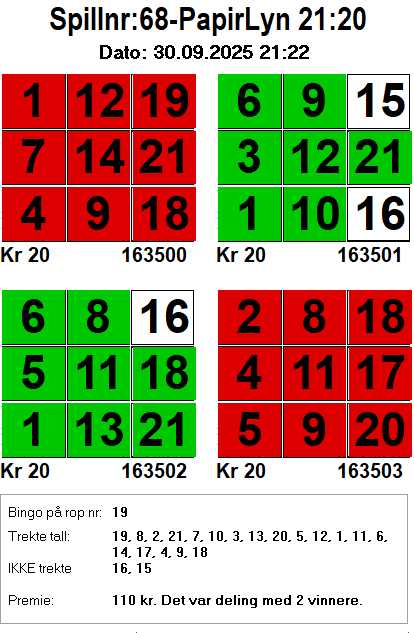 Spillnr:68-PapirLyn 21:20
Dato: 30.09.2025 21:22
1 12 19
7 14 21
4 9 18
Kr 20 163500
6 9 15
3 12 21
1 10 16
Kr 20 163501
6 8 16
5 11 18
1 13 21
Kr 20 163502
2 8 18
4 11 17
5 9 20
Kr 20 163503
Bingo på rop nr: 19
Trekte tall: 19, 8, 2, 21, 7, 10, 3, 13, 20, 5, 12, 1, 11, 6,
14, 17, 4, 9, 18
IKKE trekte 16, 15
Premie: 110 kr. Det var deling med 2 vinnere.